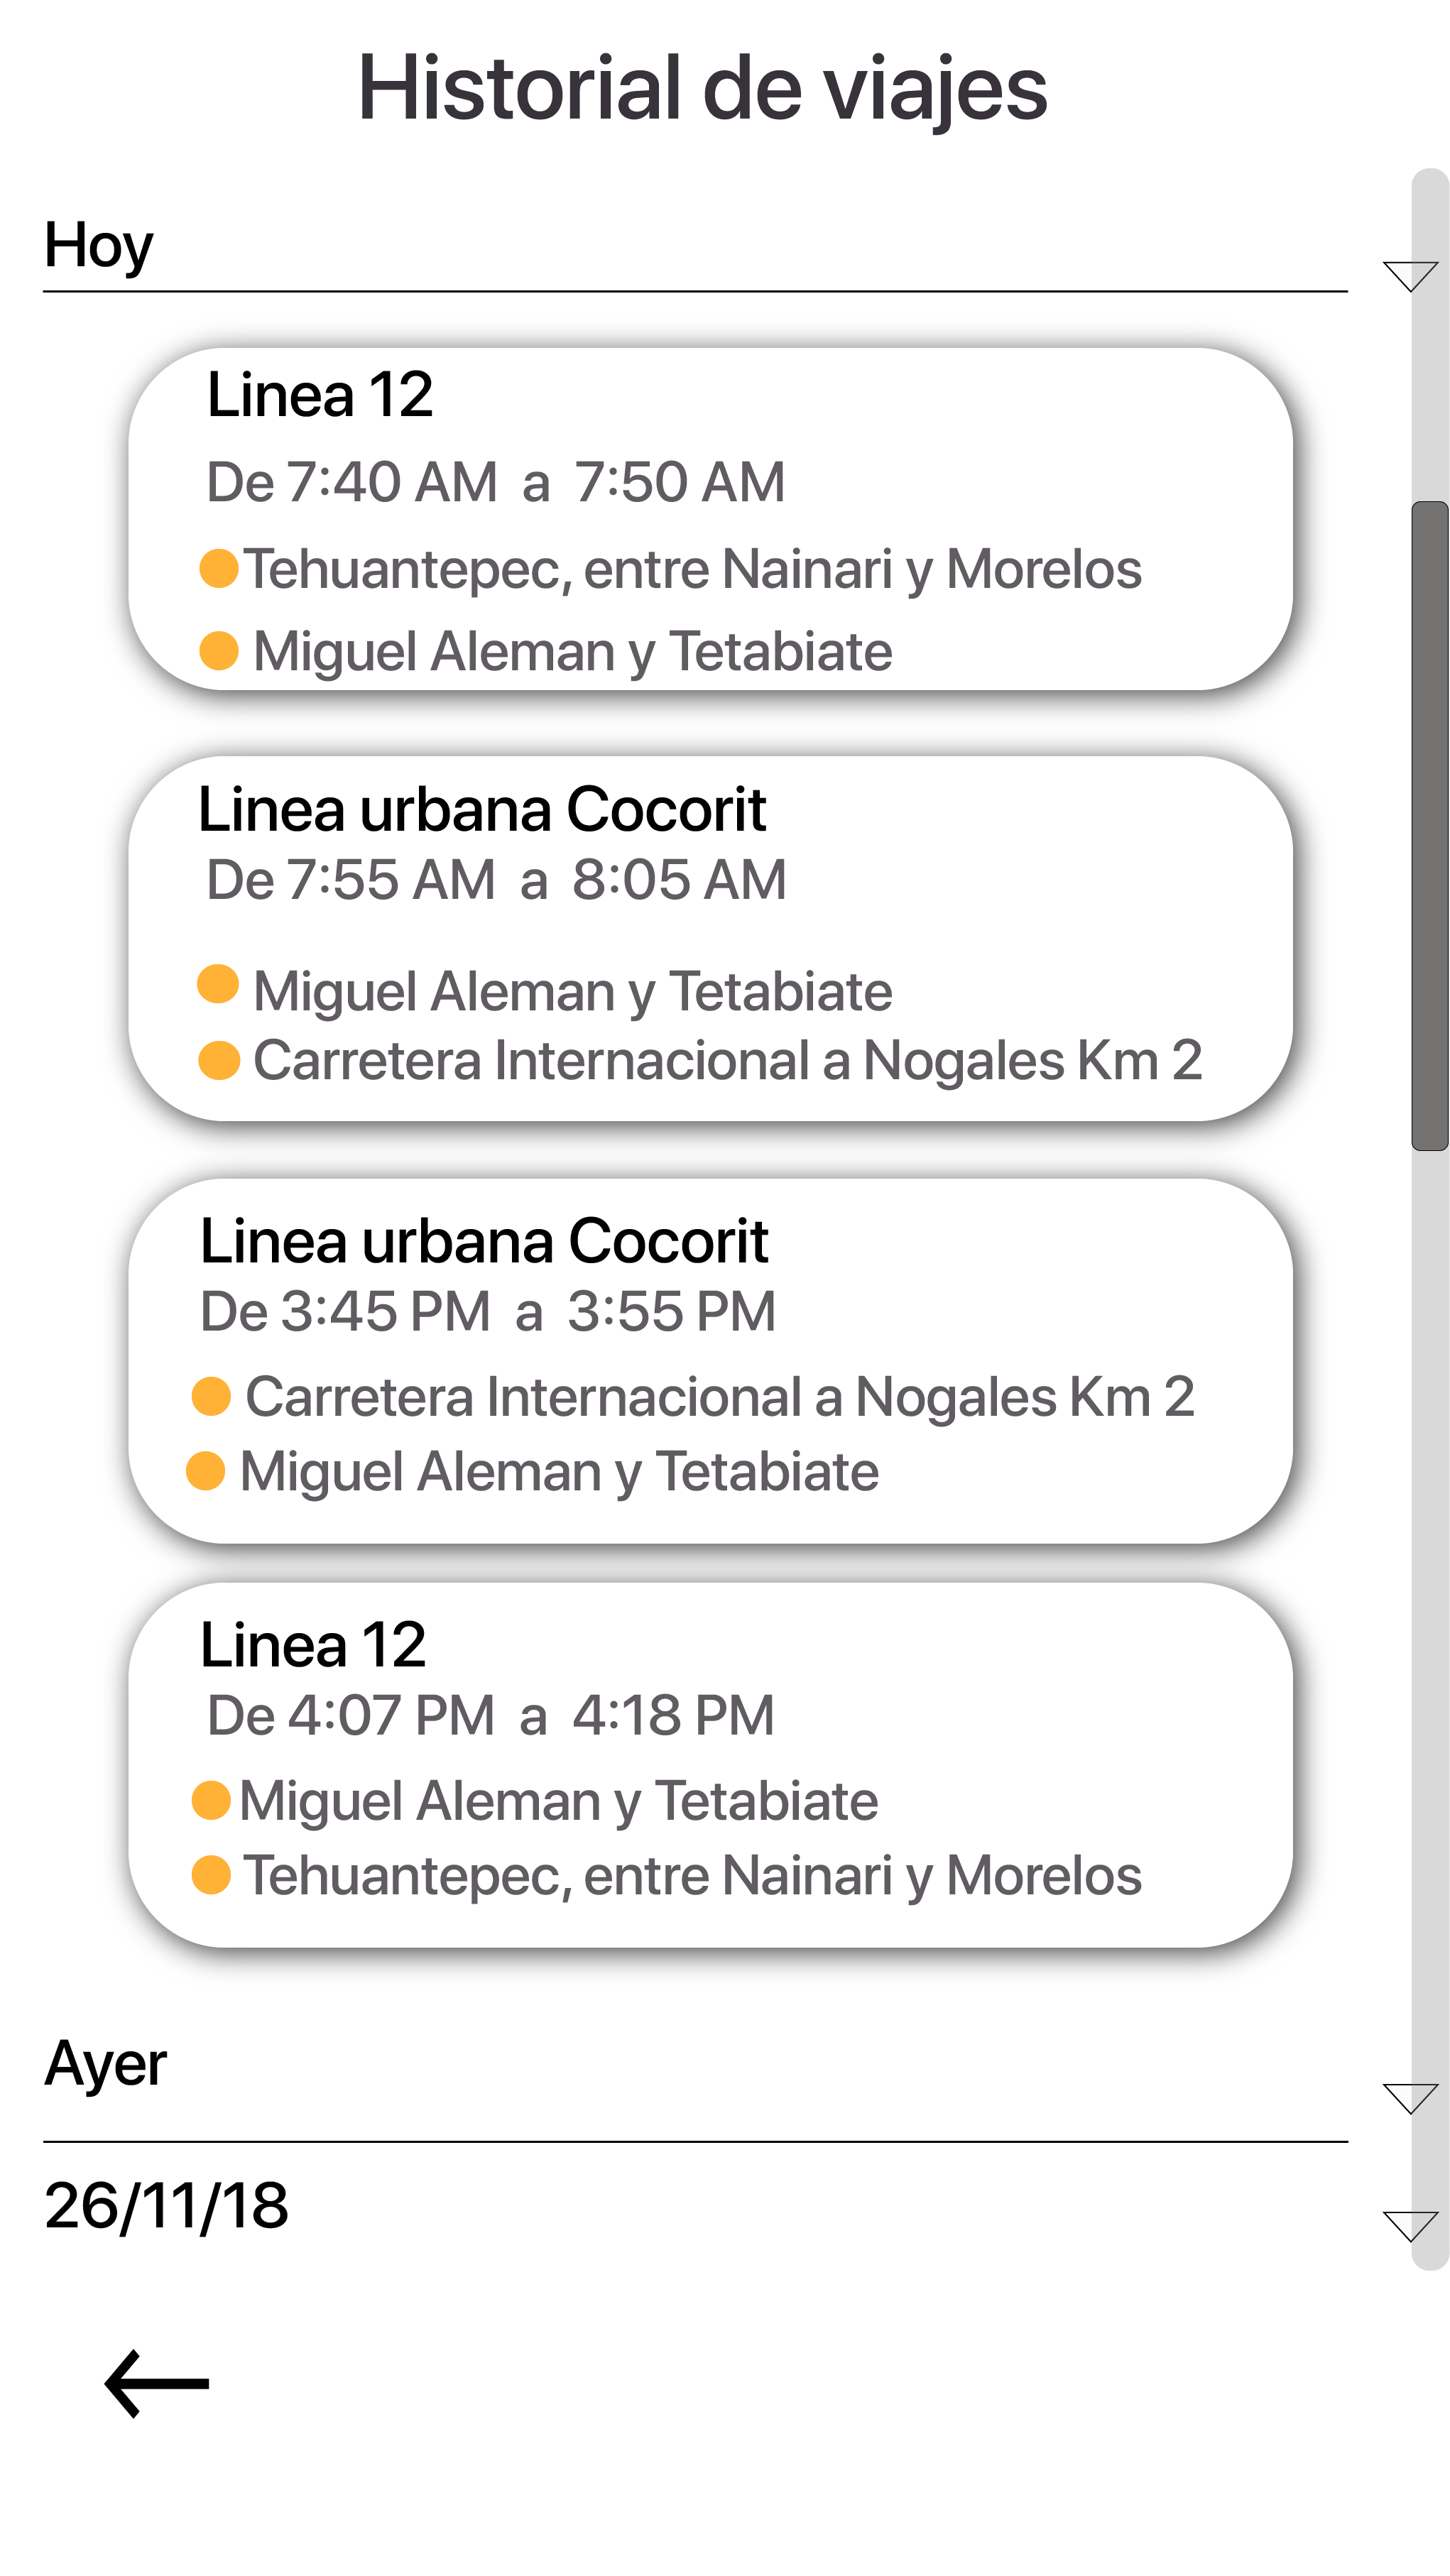 Historial de viajes
Hoy
Linea 12
De 7:40 AM a 7:50 AM
Tehuantepec, entre Nainari y Morelos
Miguel Aleman y Tetabiate
Linea urbana Cocorit
De 7:55 AM a 8:05 AM
Miguel Aleman y Tetabiate
Carretera Internacional a Nogales Km 2
Linea urbana Cocorit
De 3:45 PM a 3:55 PM
Carretera Internacional a Nogales Km 2
Miguel Aleman y Tetabiate
Linea 12
De 4:07 PM a 4:18 PM
Miguel Aleman y Tetabiate
Tehuantepec, entre Nainari y Morelos
Ayer
26/11/18